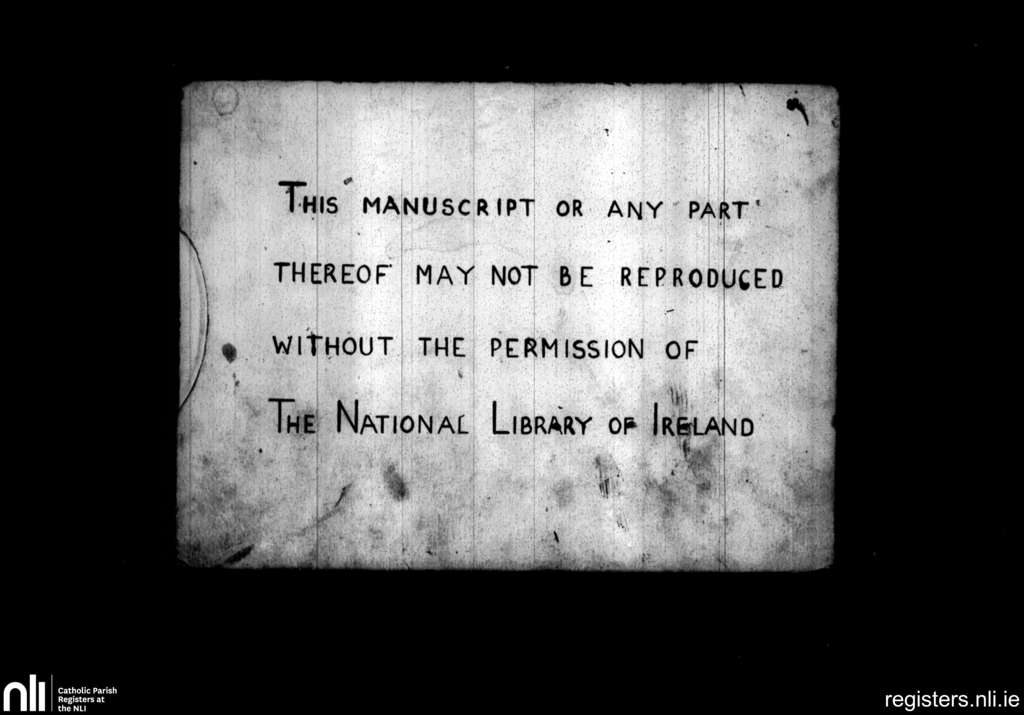 This manuscript or any part
thereof may not be reproduced
without the permission of
The National Library of Ireland
nli
Catholic Parish
Registers at
the NLI
registers.nli.ie